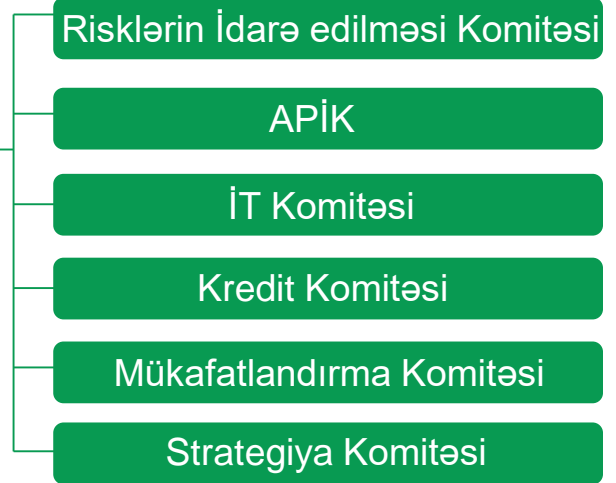 Risklərin İdarə edilməsi Komitəsi
APİK
İT Komitəsi
Kredit Komitəsi
Mükafatlandırma Komitəsi
Strategiya Komitəsi